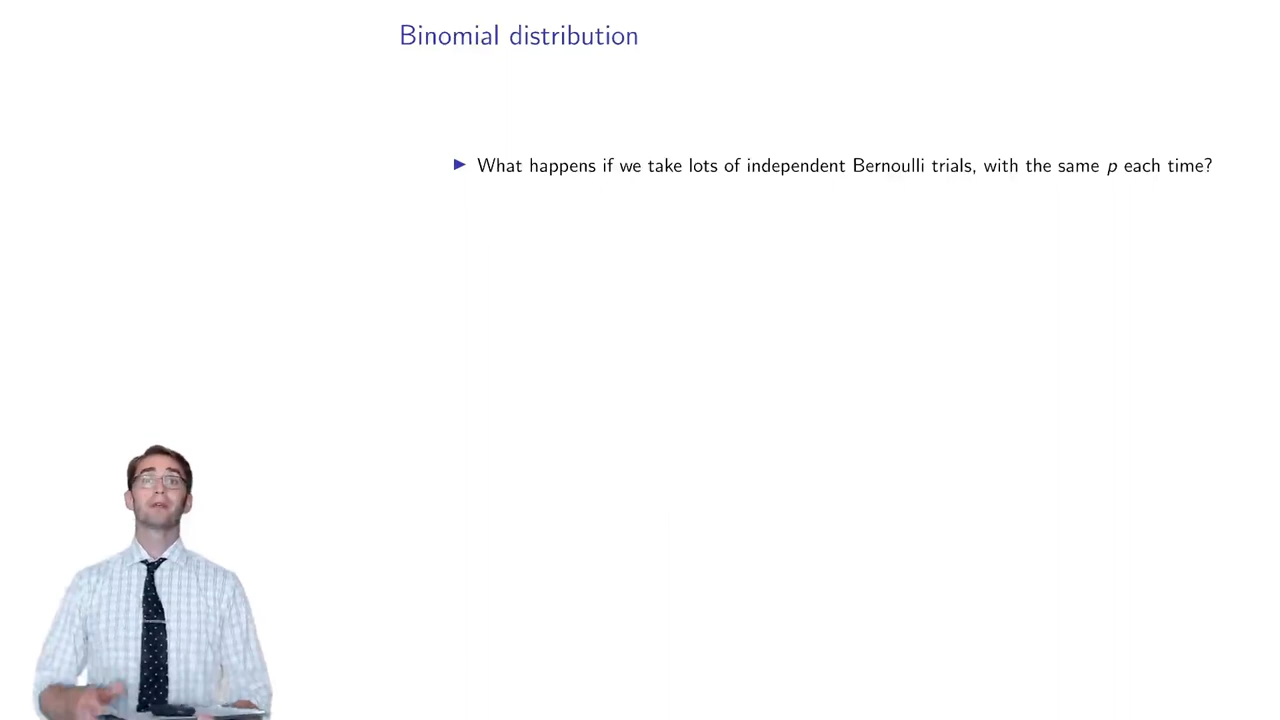 Binomial distribution
What happens if we take lots of independent Bernoulli trials, with the same p each time?